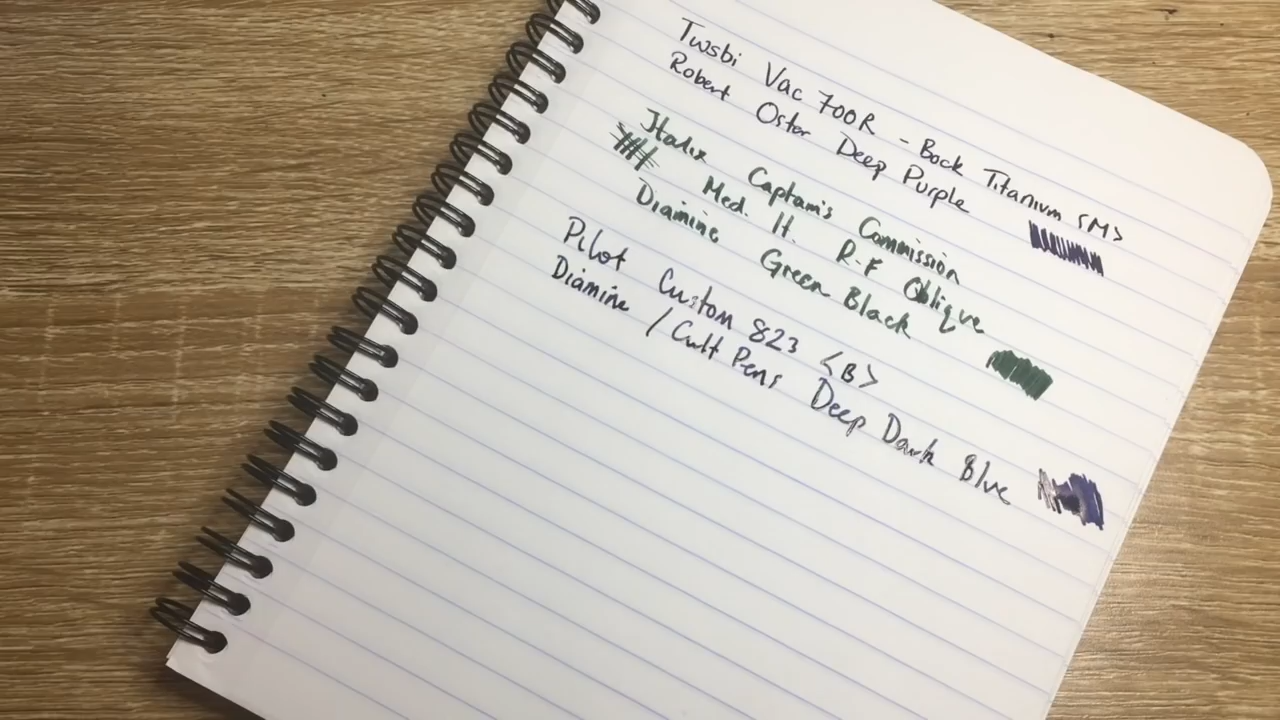 Twsbi Vac 700R - Bock Titanium <M>
Robert Oster Deep Purple
Italix Captain's Commission
Med. It. R-F Oblique
Diamine Green Black
Pilot Custom 823 <B>
Diamine / Cult Pens Deep Dark Blue